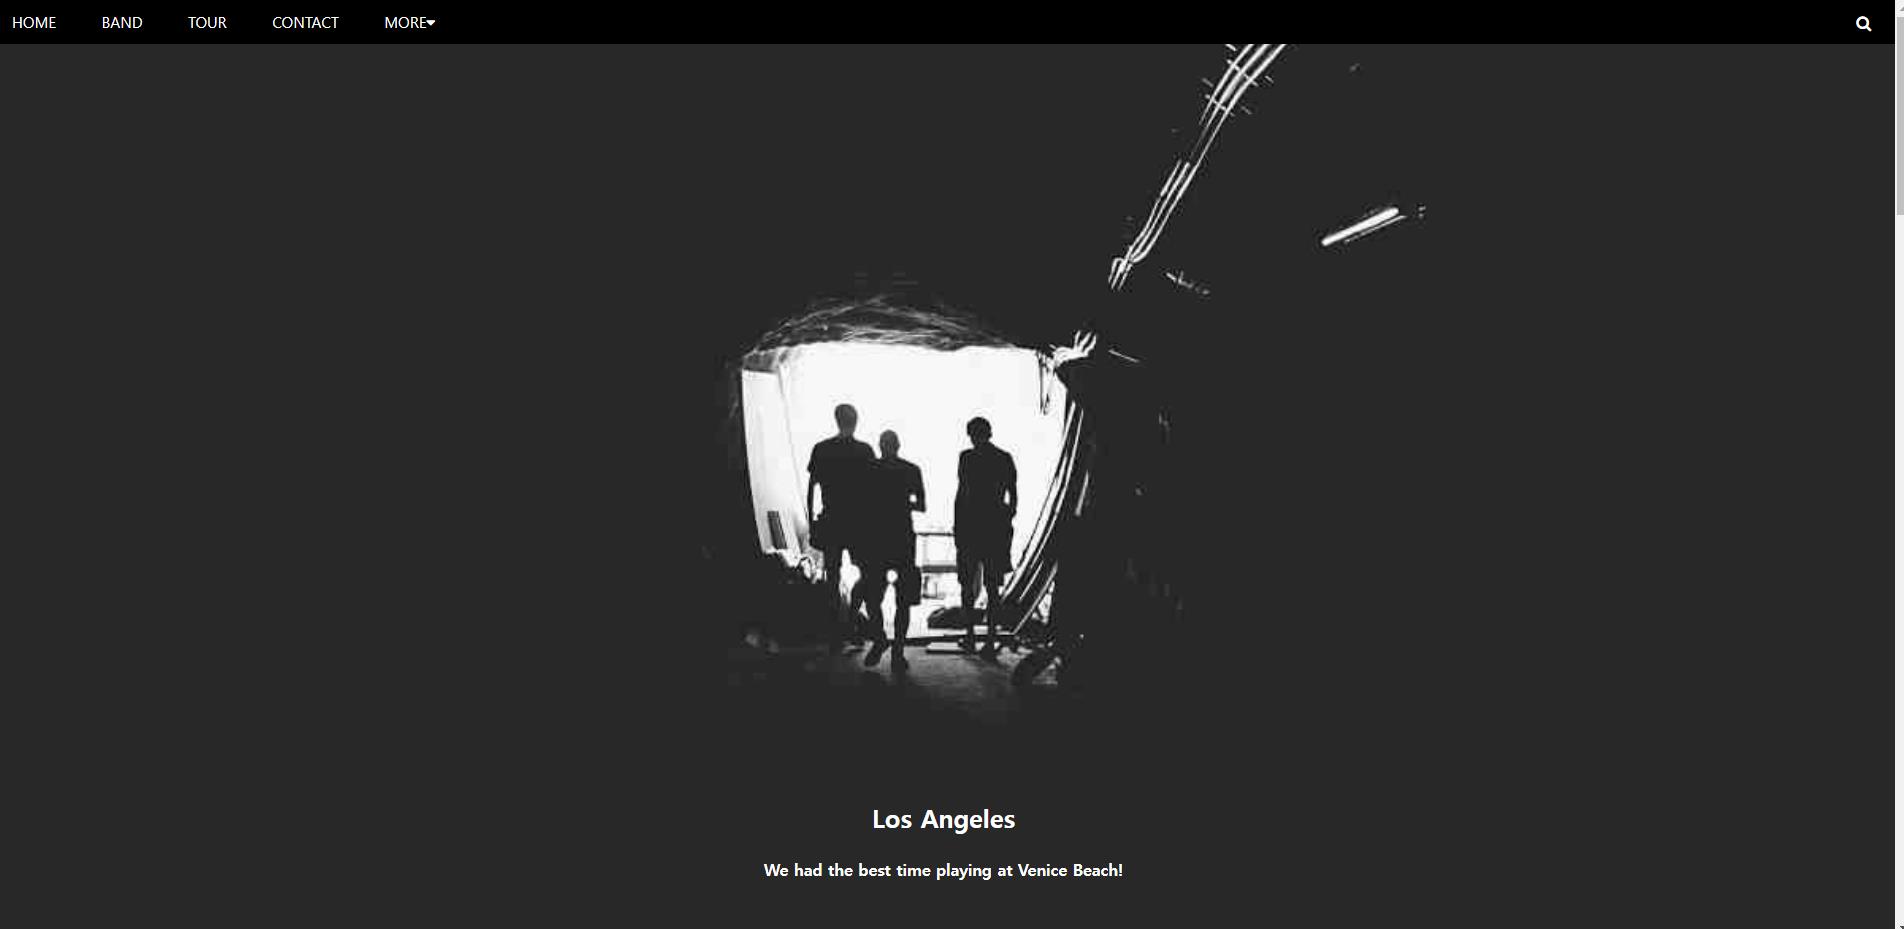 HOME BAND TOUR CONTACT MORE
Los Angeles
We had the best time playing at Venice Beach!